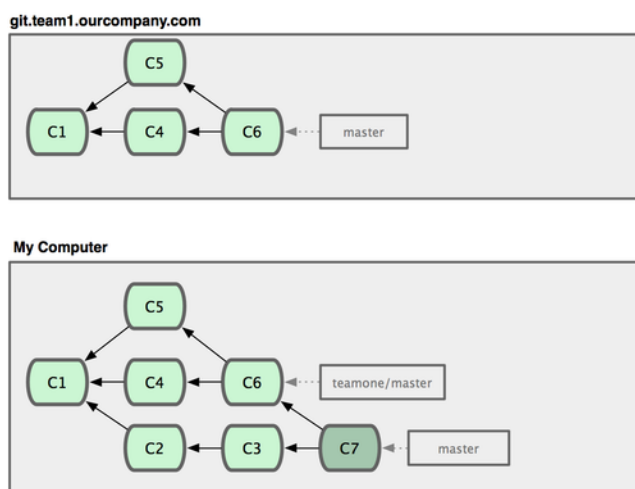 git.team1.ourcompany.com
C5
C1
C4
C6
master
My Computer
C5
C1
C4
C6
teamone/master
C2
C3
C7
master